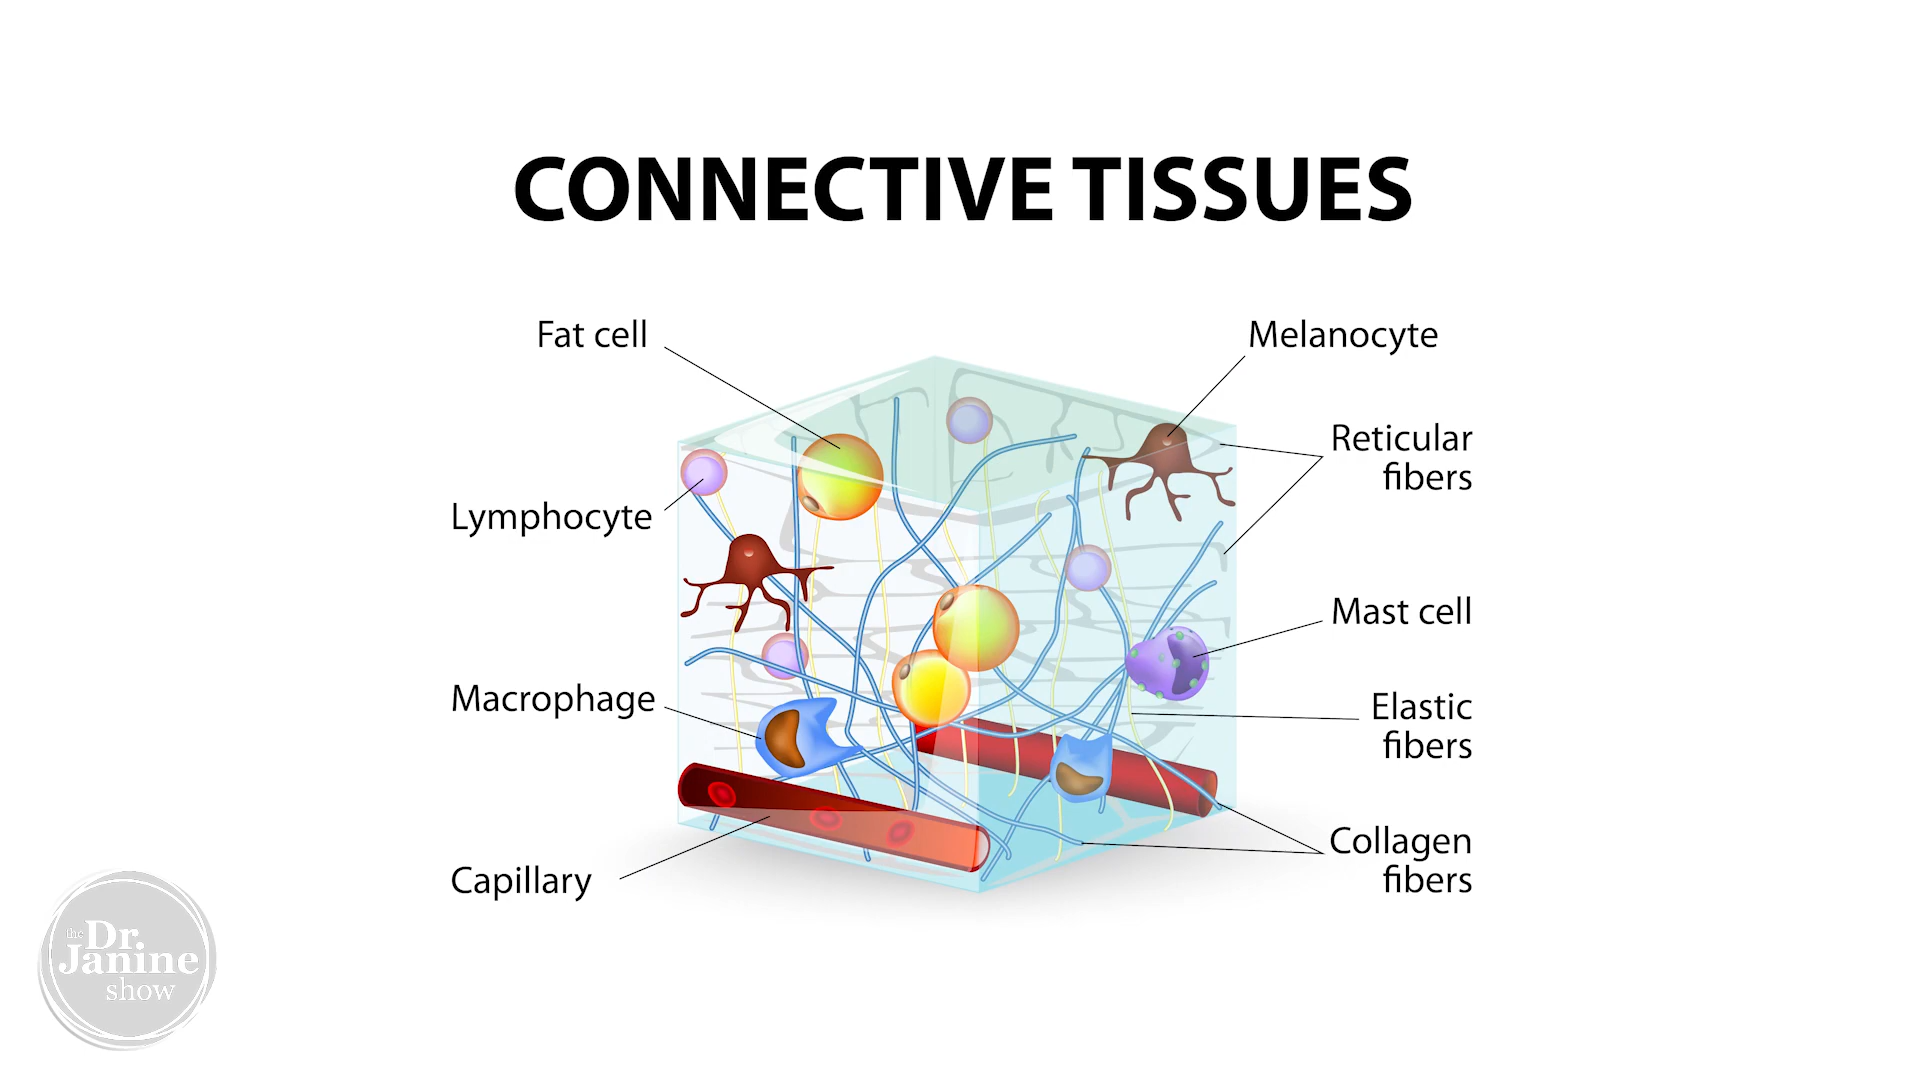 CONNECTIVE TISSUES
Fat cell
Melanocyte
Reticular
fibers
Lymphocyte
Mast cell
Macrophage
Elastic
fibers
Collagen
fibers
Capillary
the Dr.
Janine
show